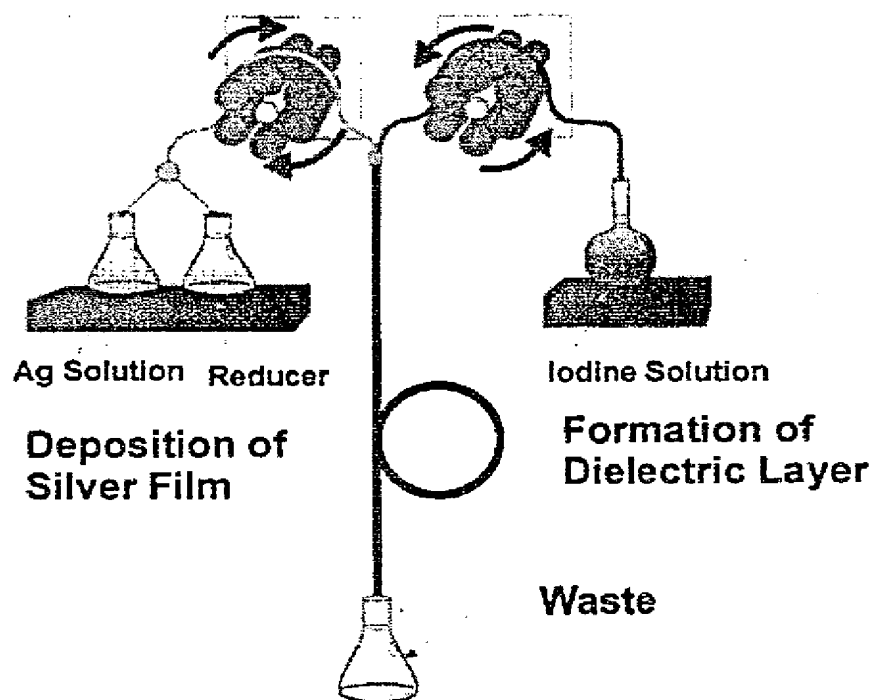 Ag Solution
Reducer
Iodine Solution
Deposition of
Silver Film
Formation of
Dielectric Layer
Waste